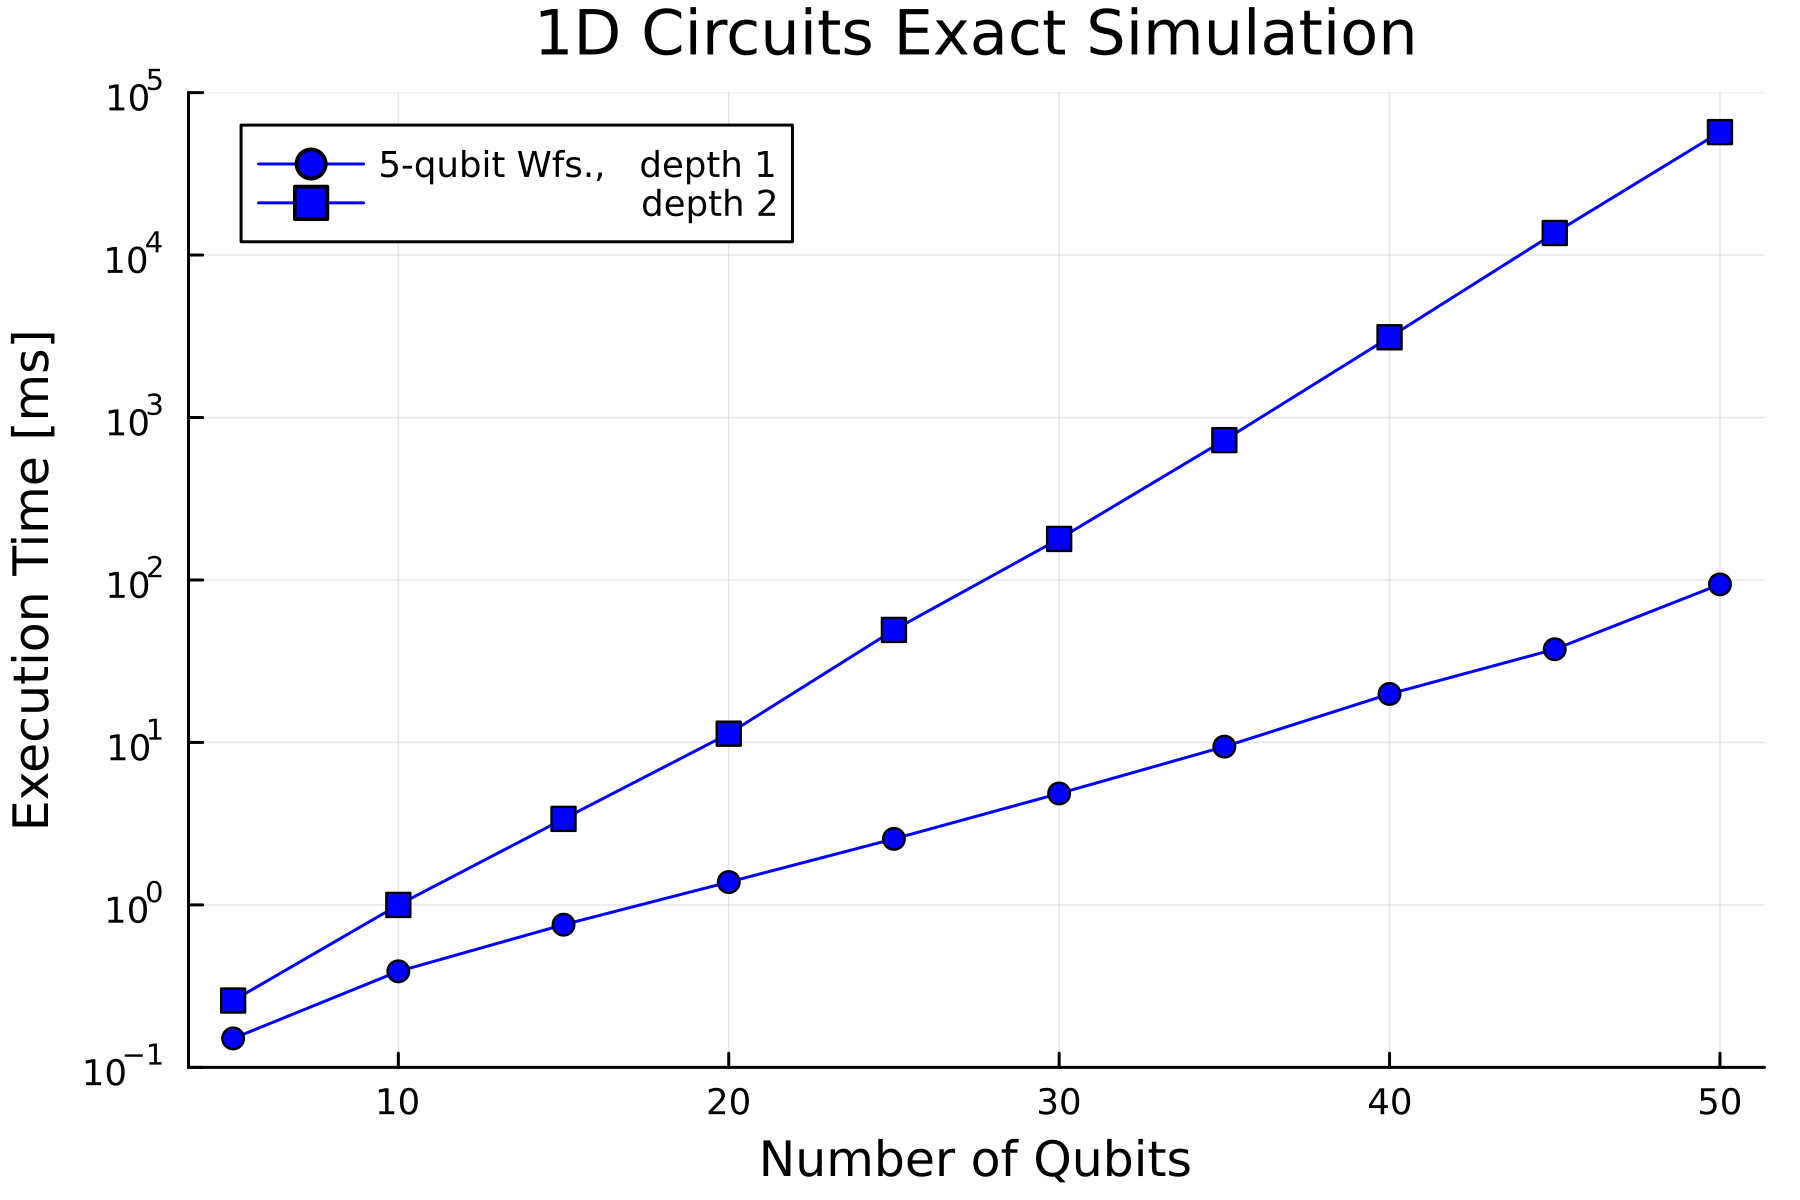 1D Circuits Exact Simulation
5-qubit Wfs., depth 1
depth 2
Execution Time [ms]
10^5
10^4
10^3
10^2
10^1
10^0
10^−1
10 20 30 40 50
Number of Qubits